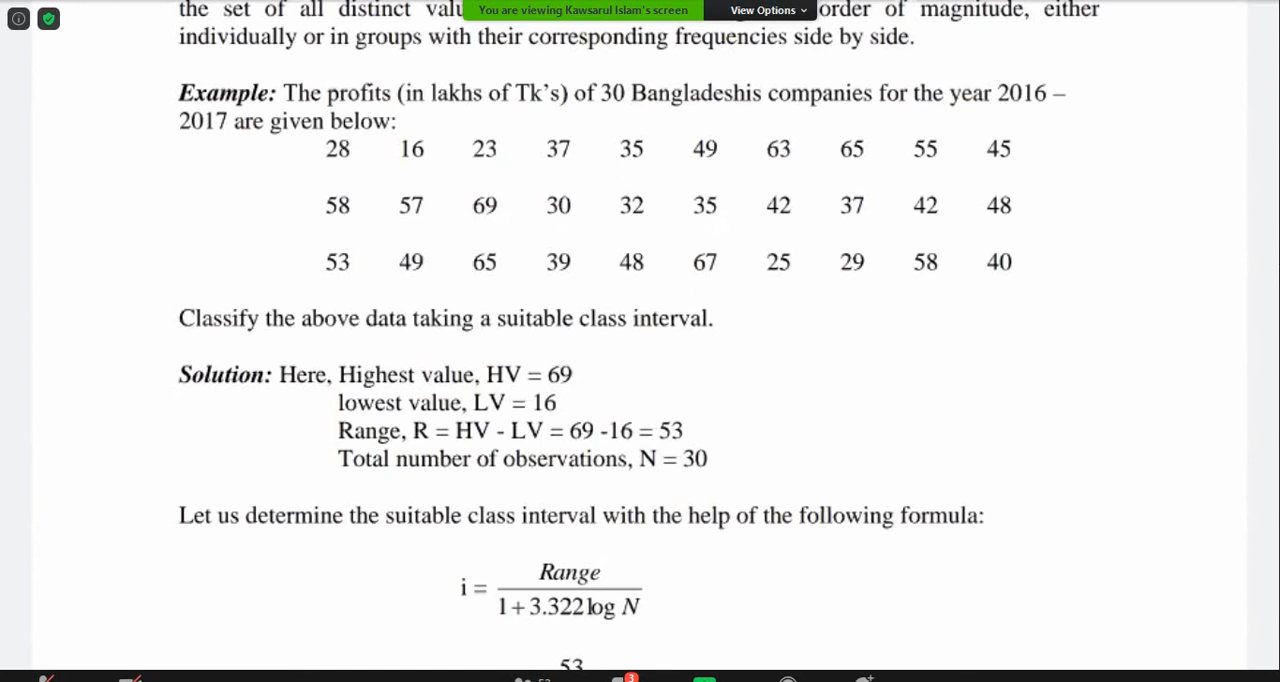 the set of all distinct valu
You are viewing Kawsarul Islam's screen
View Options
order of magnitude, either
individually or in groups with their corresponding frequencies side by side.
Example: The profits (in lakhs of Tk's) of 30 Bangladeshis companies for the year 2016 –
2017 are given below:
28 16 23 37 35 49 63 65 55 45
58 57 69 30 32 35 42 37 42 48
53 49 65 39 48 67 25 29 58 40
Classify the above data taking a suitable class interval.
Solution: Here, Highest value, HV = 69
lowest value, LV = 16
Range, R = HV - LV = 69 -16 = 53
Total number of observations, N = 30
Let us determine the suitable class interval with the help of the following formula:
i = Range
1+3.322log N
53
3